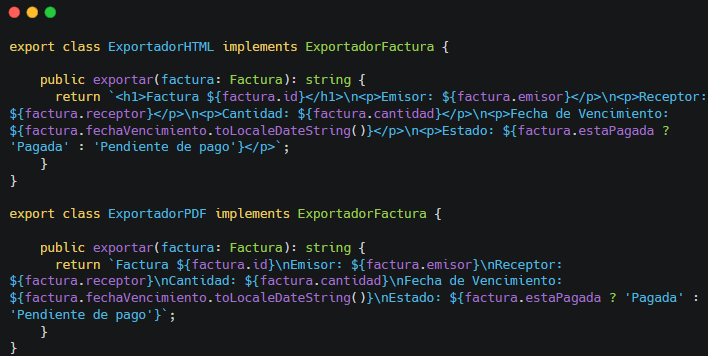 export class ExportadorHTML implements ExportadorFactura {
public exportar(factura: Factura): string {
return `<h1>Factura ${factura.id}</h1>\n<p>Emisor: ${factura.emisor}</p>\n<p>Receptor:
${factura.receptor}</p>\n<p>Cantidad: ${factura.cantidad}</p>\n<p>Fecha de Vencimiento:
${factura.fechaVencimiento.toLocaleDateString()}</p>\n<p>Estado: ${factura.estaPagada ?
'Pagada' : 'Pendiente de pago'}</p>`;
}
}
export class ExportadorPDF implements ExportadorFactura {
public exportar(factura: Factura): string {
return `Factura ${factura.id}\nEmisor: ${factura.emisor}\nReceptor:
${factura.receptor}\nCantidad: ${factura.cantidad}\nFecha de Vencimiento:
${factura.fechaVencimiento.toLocaleDateString()}\nEstado: ${factura.estaPagada ? 'Pagada' :
'Pendiente de pago'}`;
}
}